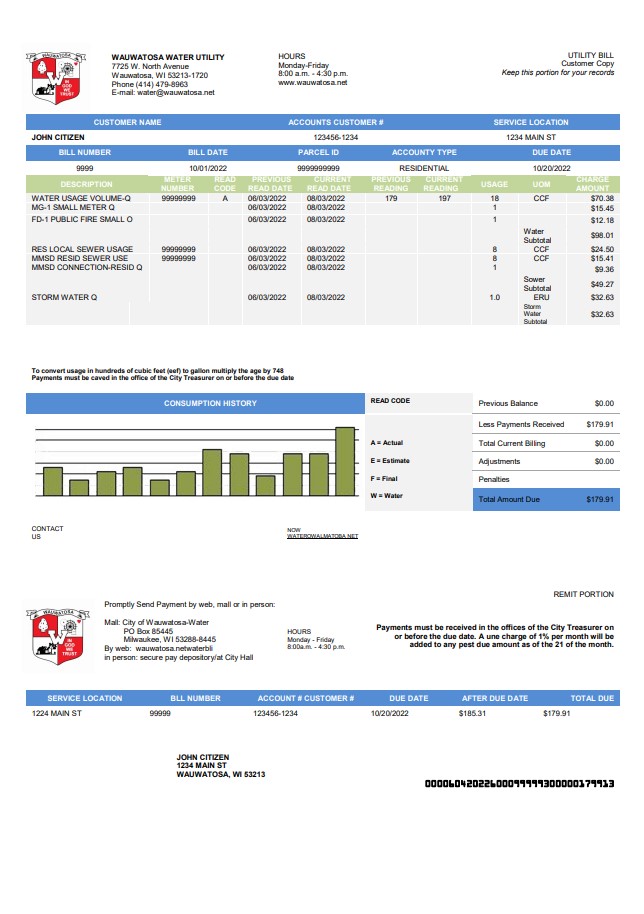 WAUWATOSA
IN GOD WE TRUST
WAUWATOSA WATER UTILITY
7725 W. North Avenue
Wauwatosa, WI 53213-1720
Phone (414) 479-8963
E-mail: water@wauwatosa.net
HOURS
Monday-Friday
8:00 a.m. - 4:30 p.m.
www.wauwatosa.net
UTILITY BILL
Customer Copy
Keep this portion for your records
CUSTOMER NAME ACCOUNTS CUSTOMER # SERVICE LOCATION
JOHN CITIZEN 123456-1234 1234 MAIN ST
BILL NUMBER BILL DATE PARCEL ID ACCOUNTY TYPE DUE DATE
9999 10/01/2022 9999999999 RESIDENTIAL 10/20/2022
DESCRIPTION METER NUMBER READ CODE PREVIOUS READ DATE CURRENT READ DATE PREVIOUS READING CURRENT READING USAGE UOM CHARGE AMOUNT
WATER USAGE VOLUME-Q 99999999 A 06/03/2022 08/03/2022 179 197 18 CCF $70.38
MG-1 SMALL METER Q 06/03/2022 08/03/2022 1 $15.45
FD-1 PUBLIC FIRE SMALL O 06/03/2022 08/03/2022 1 $12.18
Water Subtotal $98.01
RES LOCAL SEWER USAGE 99999999 06/03/2022 08/03/2022 8 CCF $24.50
MMSD RESID SEWER USE 99999999 06/03/2022 08/03/2022 8 CCF $15.41
MMSD CONNECTION-RESID Q 06/03/2022 08/03/2022 1 $9.36
Sower Subtotal $49.27
STORM WATER Q 06/03/2022 08/03/2022 1.0 ERU $32.63
Storm Water Subtotal $32.63
To convert usage in hundreds of cubic feet (eef) to gallon multiply the age by 748
Payments must be caved in the office of the City Treasurer on or before the due date
CONSUMPTION HISTORY
READ CODE
A = Actual
E = Estimate
F = Final
W = Water
Previous Balance $0.00
Less Payments Received $179.91
Total Current Billing $0.00
Adjustments $0.00
Penalties
Total Amount Due $179.91
CONTACT
US
NOW
WATEROWALMATOBA.NET
REMIT PORTION
WAUWATOSA
IN GOD WE TRUST
Promptly Send Payment by web, mall or in person:
Mall: City of Wauwatosa-Water
PO Box 85445
Milwaukee, WI 53288-8445
By web: wauwatosa.netwaterbli
in person: secure pay depository/at City Hall
HOURS
Monday - Friday
8:00a.m. - 4:30 p.m.
Payments must be received in the offices of the City Treasurer on
or before the due date. A une charge of 1% per month will be
added to any pest due amount as of the 21 of the month.
SERVICE LOCATION BLL NUMBER ACCOUNT # CUSTOMER # DUE DATE AFTER DUE DATE TOTAL DUE
1224 MAIN ST 99999 123456-1234 10/20/2022 $185.31 $179.91
JOHN CITIZEN
1234 MAIN ST
WAUWATOSA, WI 53213
0000604202260009999930000017991​3